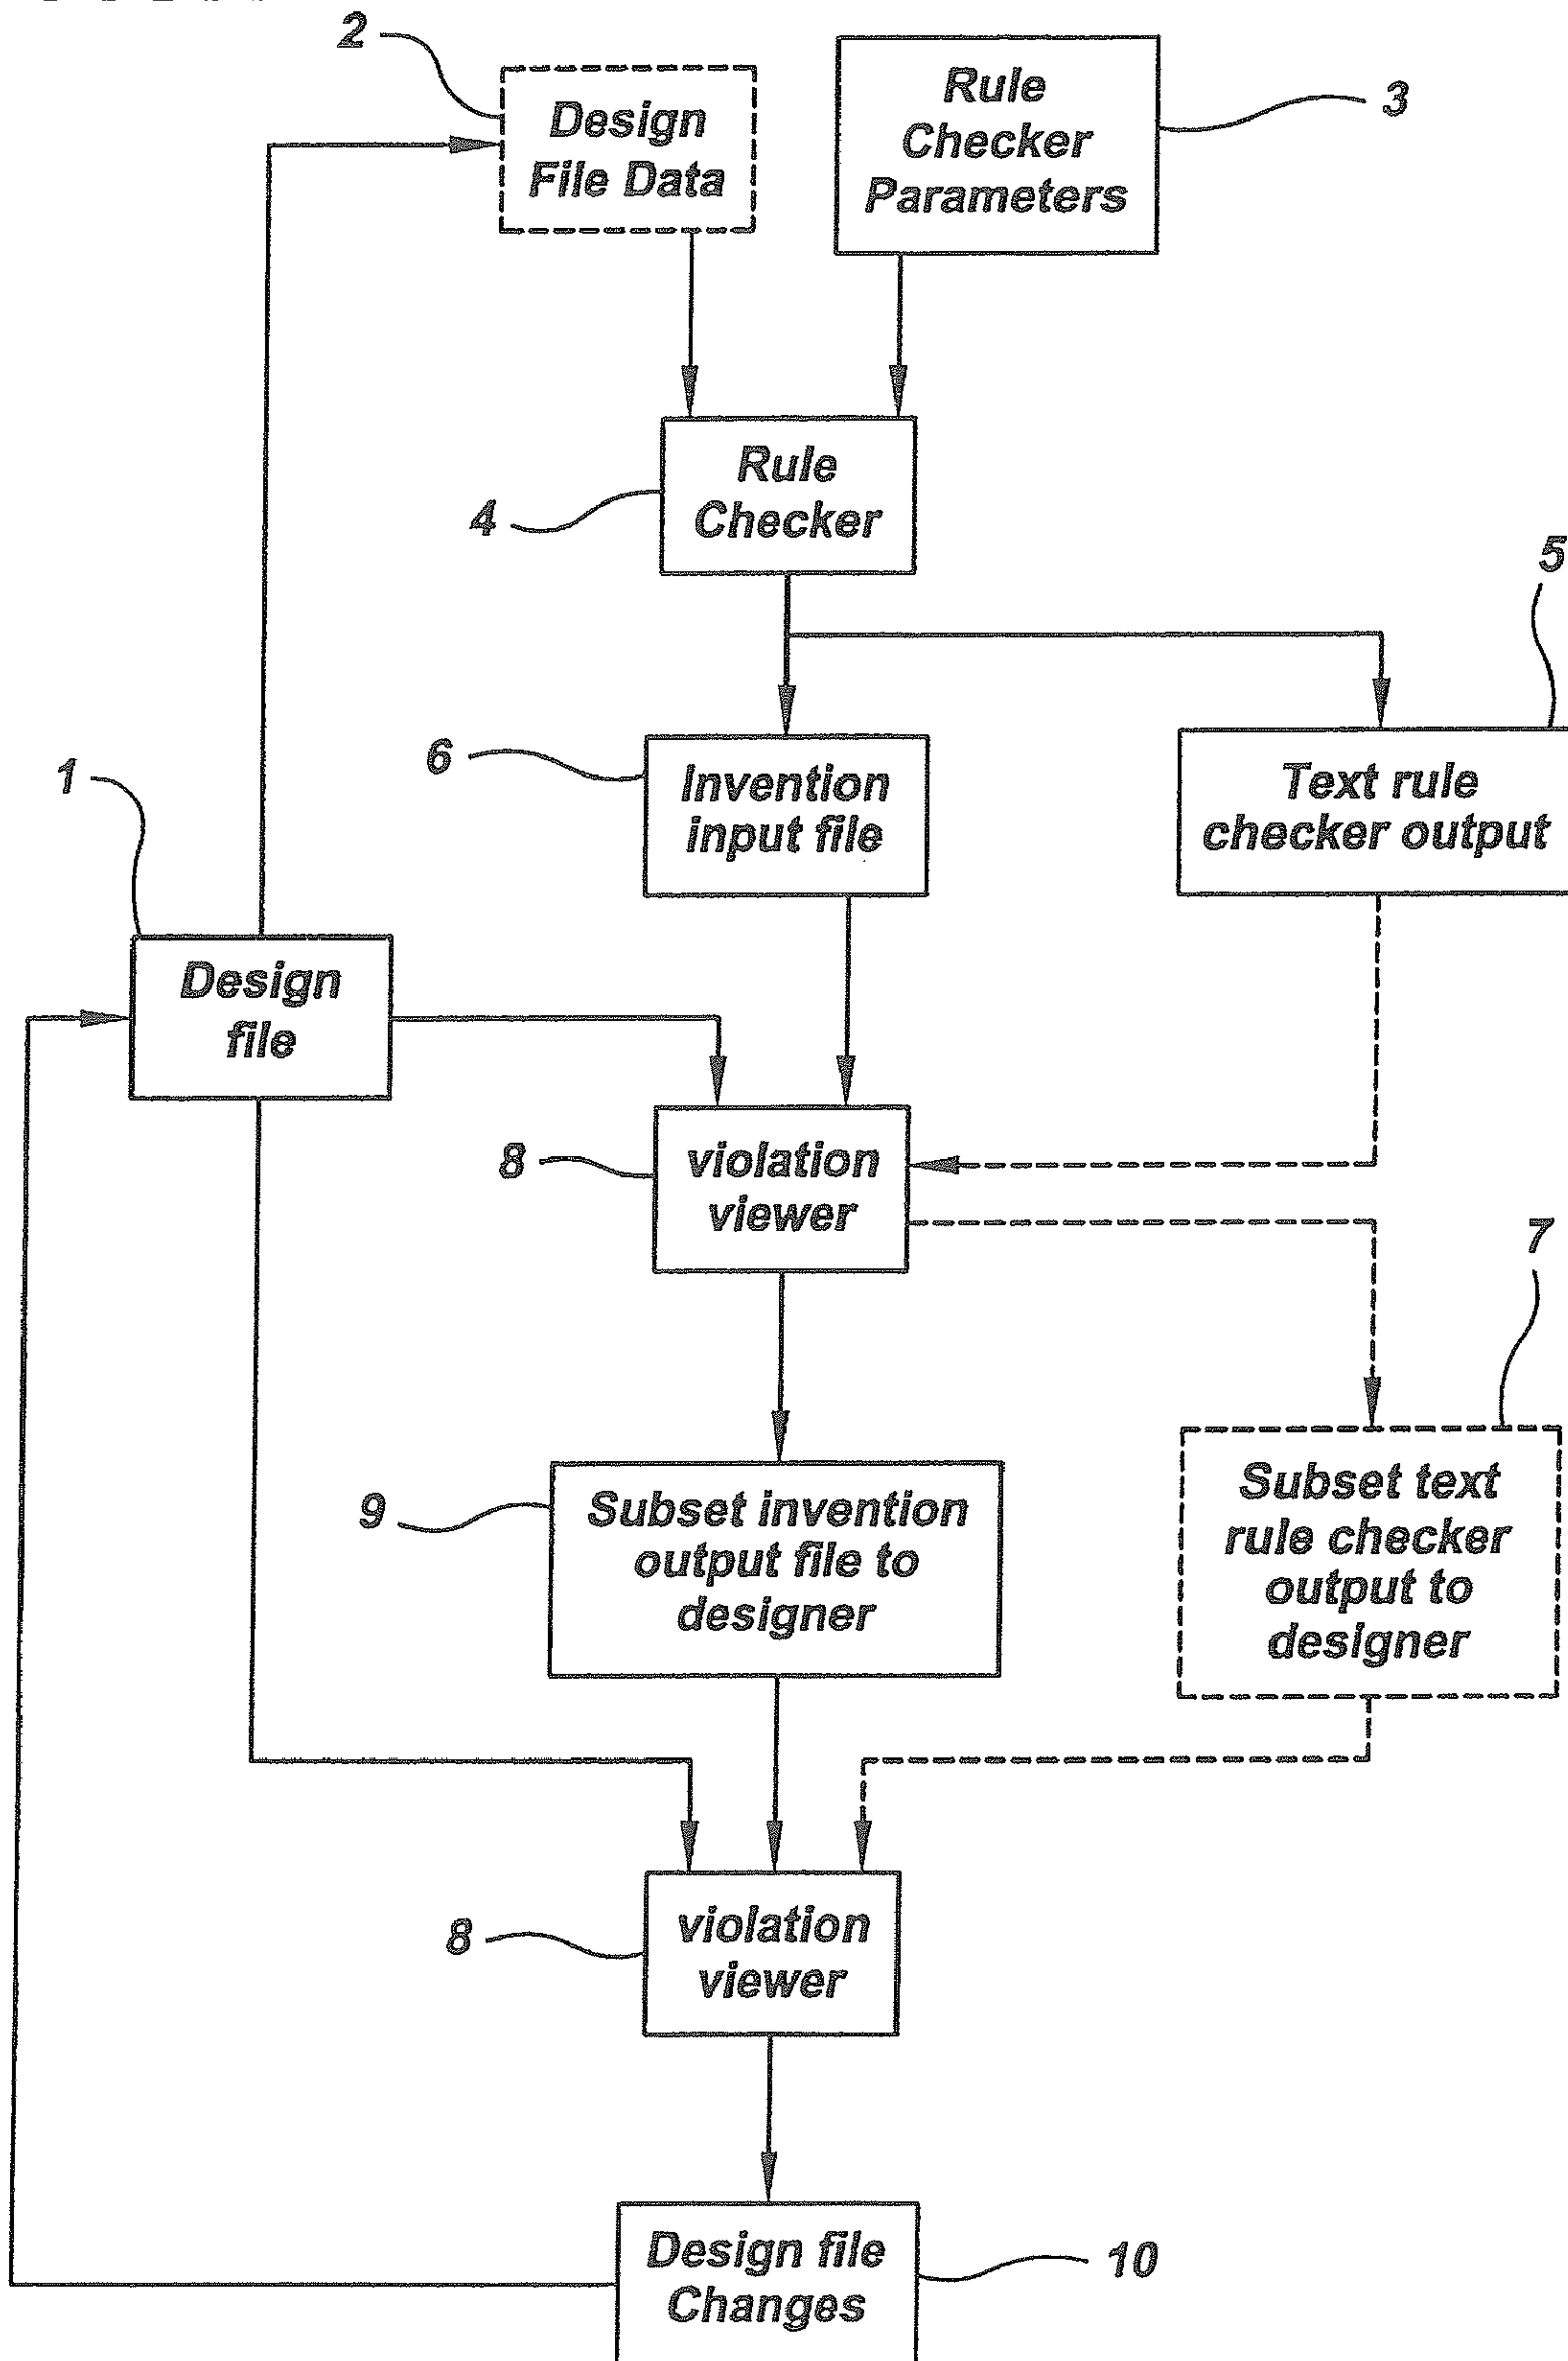 2
Design
File Data
Rule
Checker
Parameters
3
Rule
Checker
4
5
6
Invention
input file
Text rule
checker output
1
Design
file
8
violation
viewer
7
9
Subset invention
output file to
designer
Subset text
rule checker
output to
designer
8
violation
viewer
Design file
Changes
10